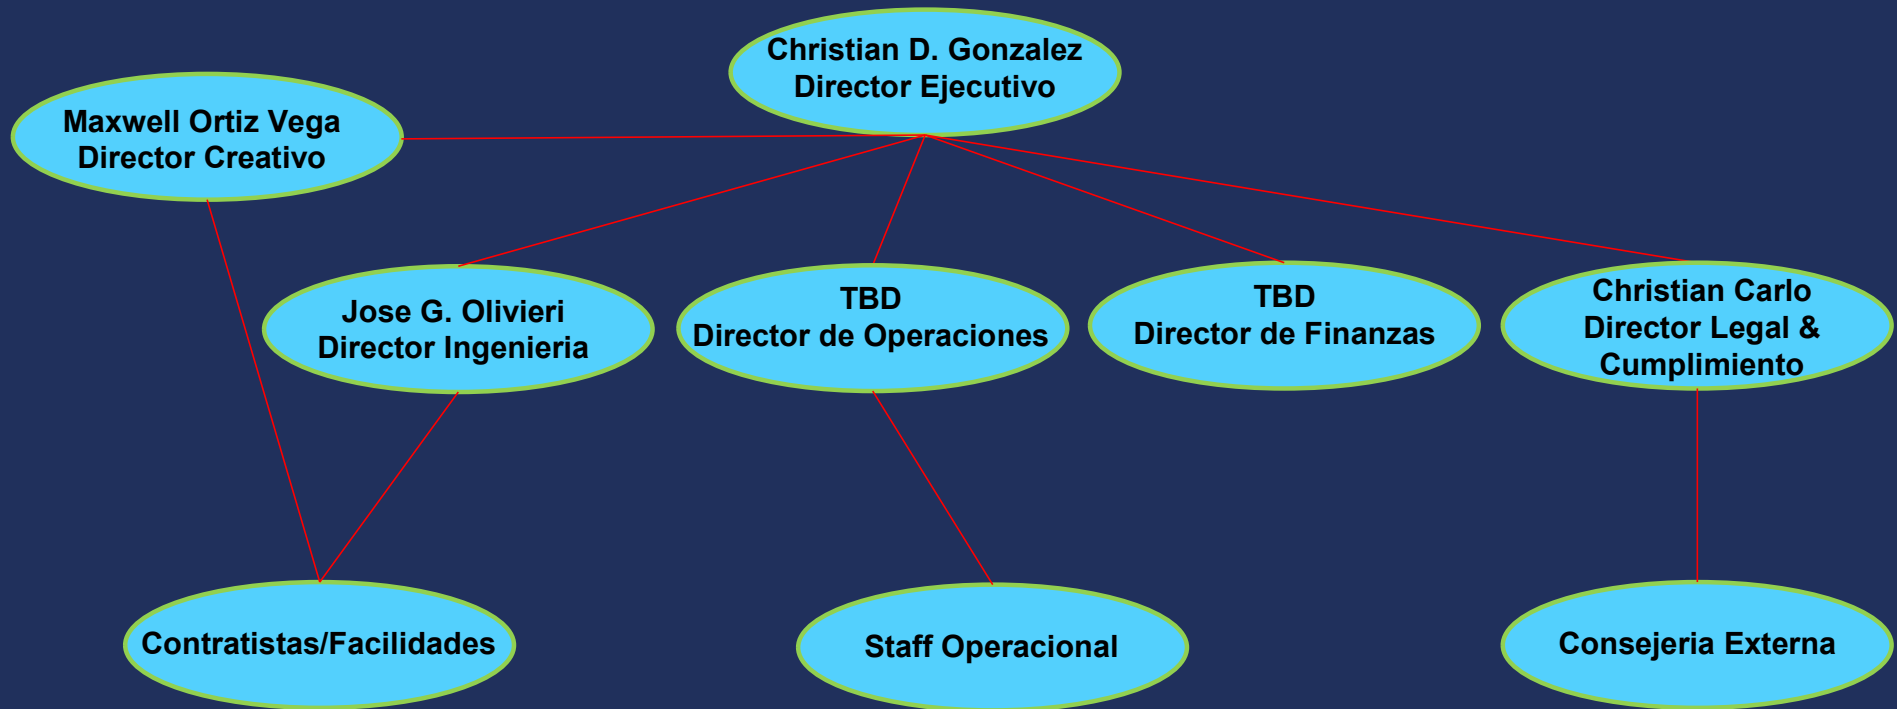 Christian D. Gonzalez
Director Ejecutivo
Maxwell Ortiz Vega
Director Creativo
Jose G. Olivieri
Director Ingenieria
TBD
Director de Operaciones
TBD
Director de Finanzas
Christian Carlo
Director Legal &
Cumplimiento
Contratistas/Facilidades
Staff Operacional
Consejeria Externa